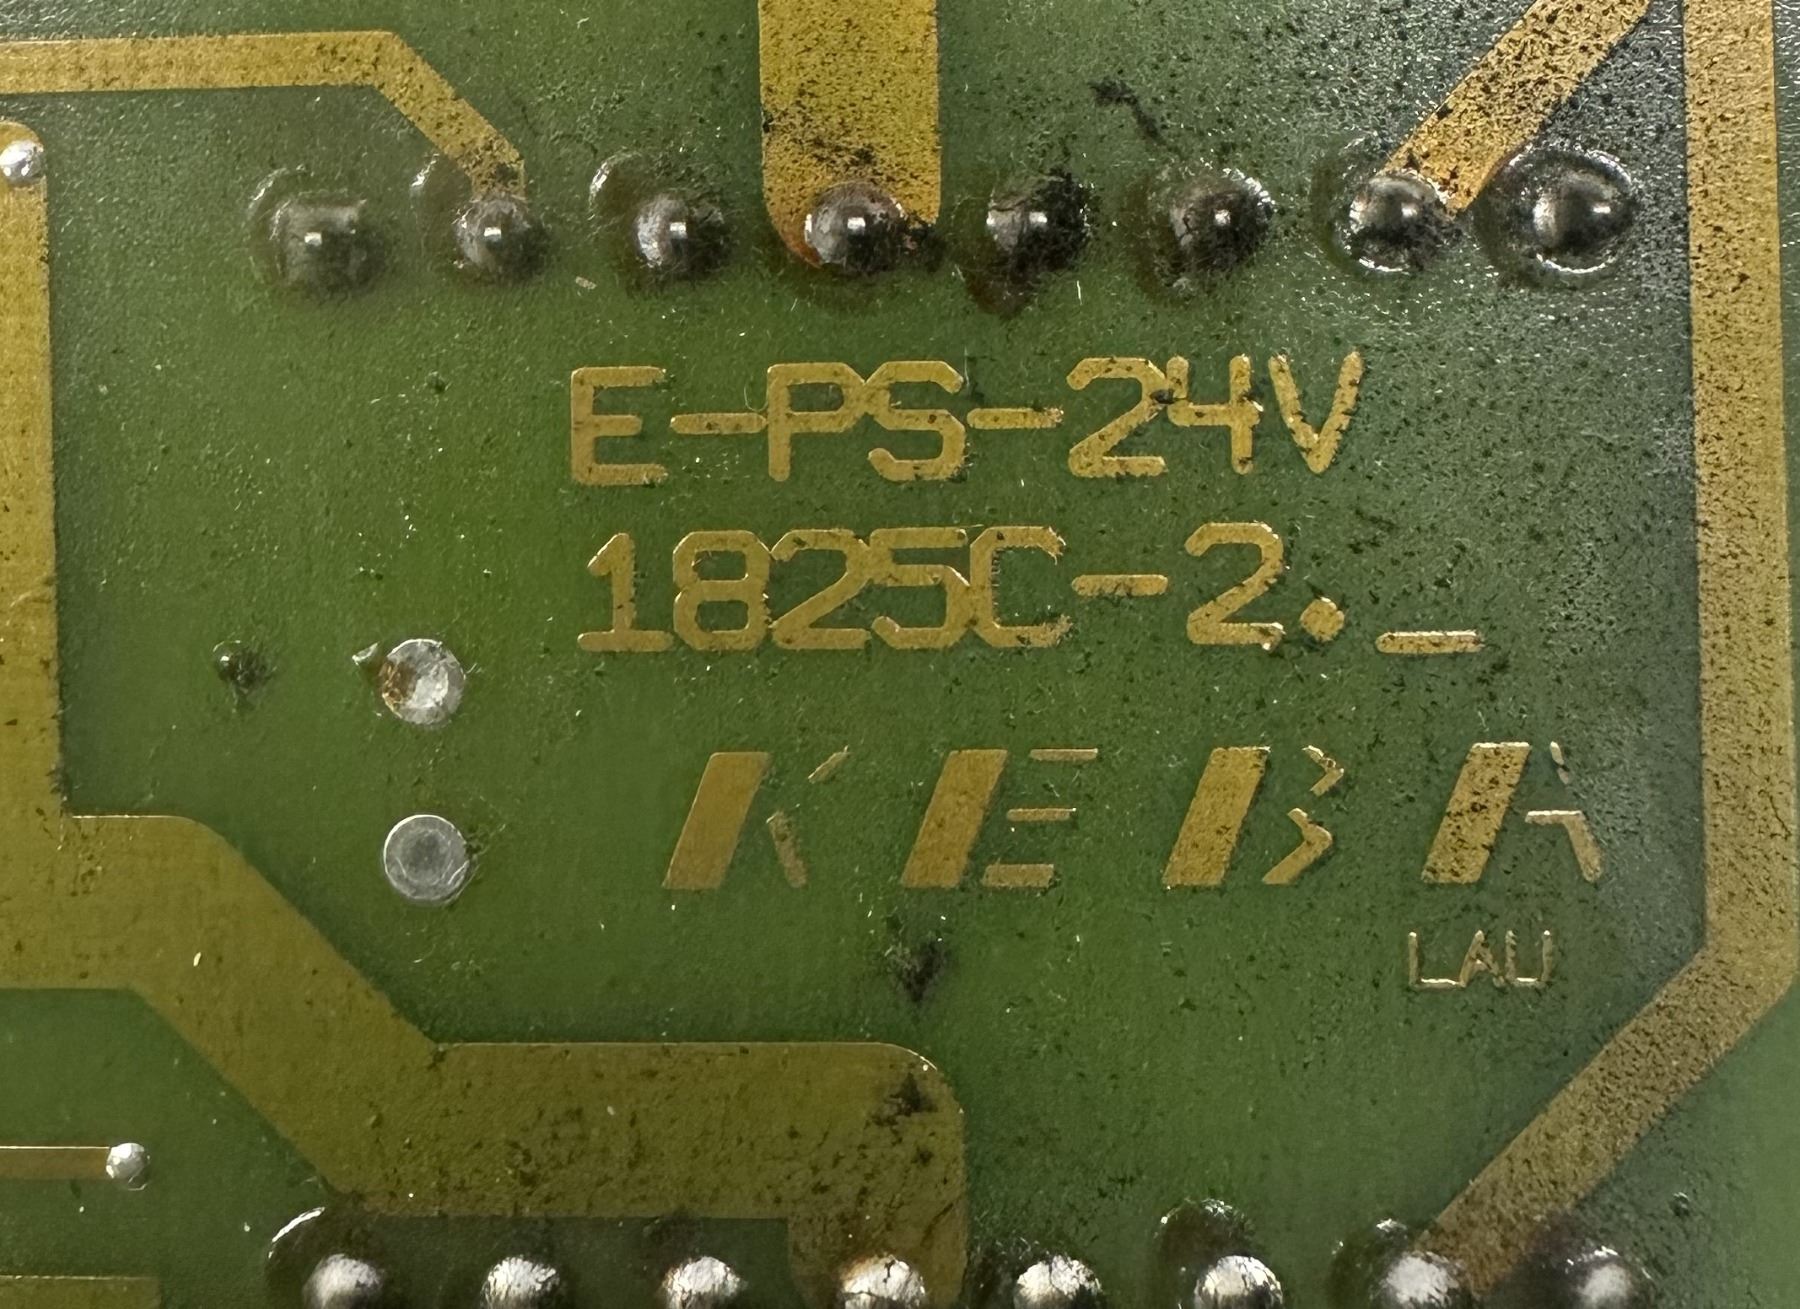 E-PS-24V
1825C-2._
KEBA
LAU